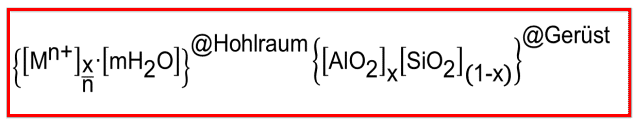 {[Mⁿ⁺]x/n·[mH₂O]}@Hohlraum {[AlO₂]ₓ[SiO₂]₍₁₋ₓ₎}@Gerüst